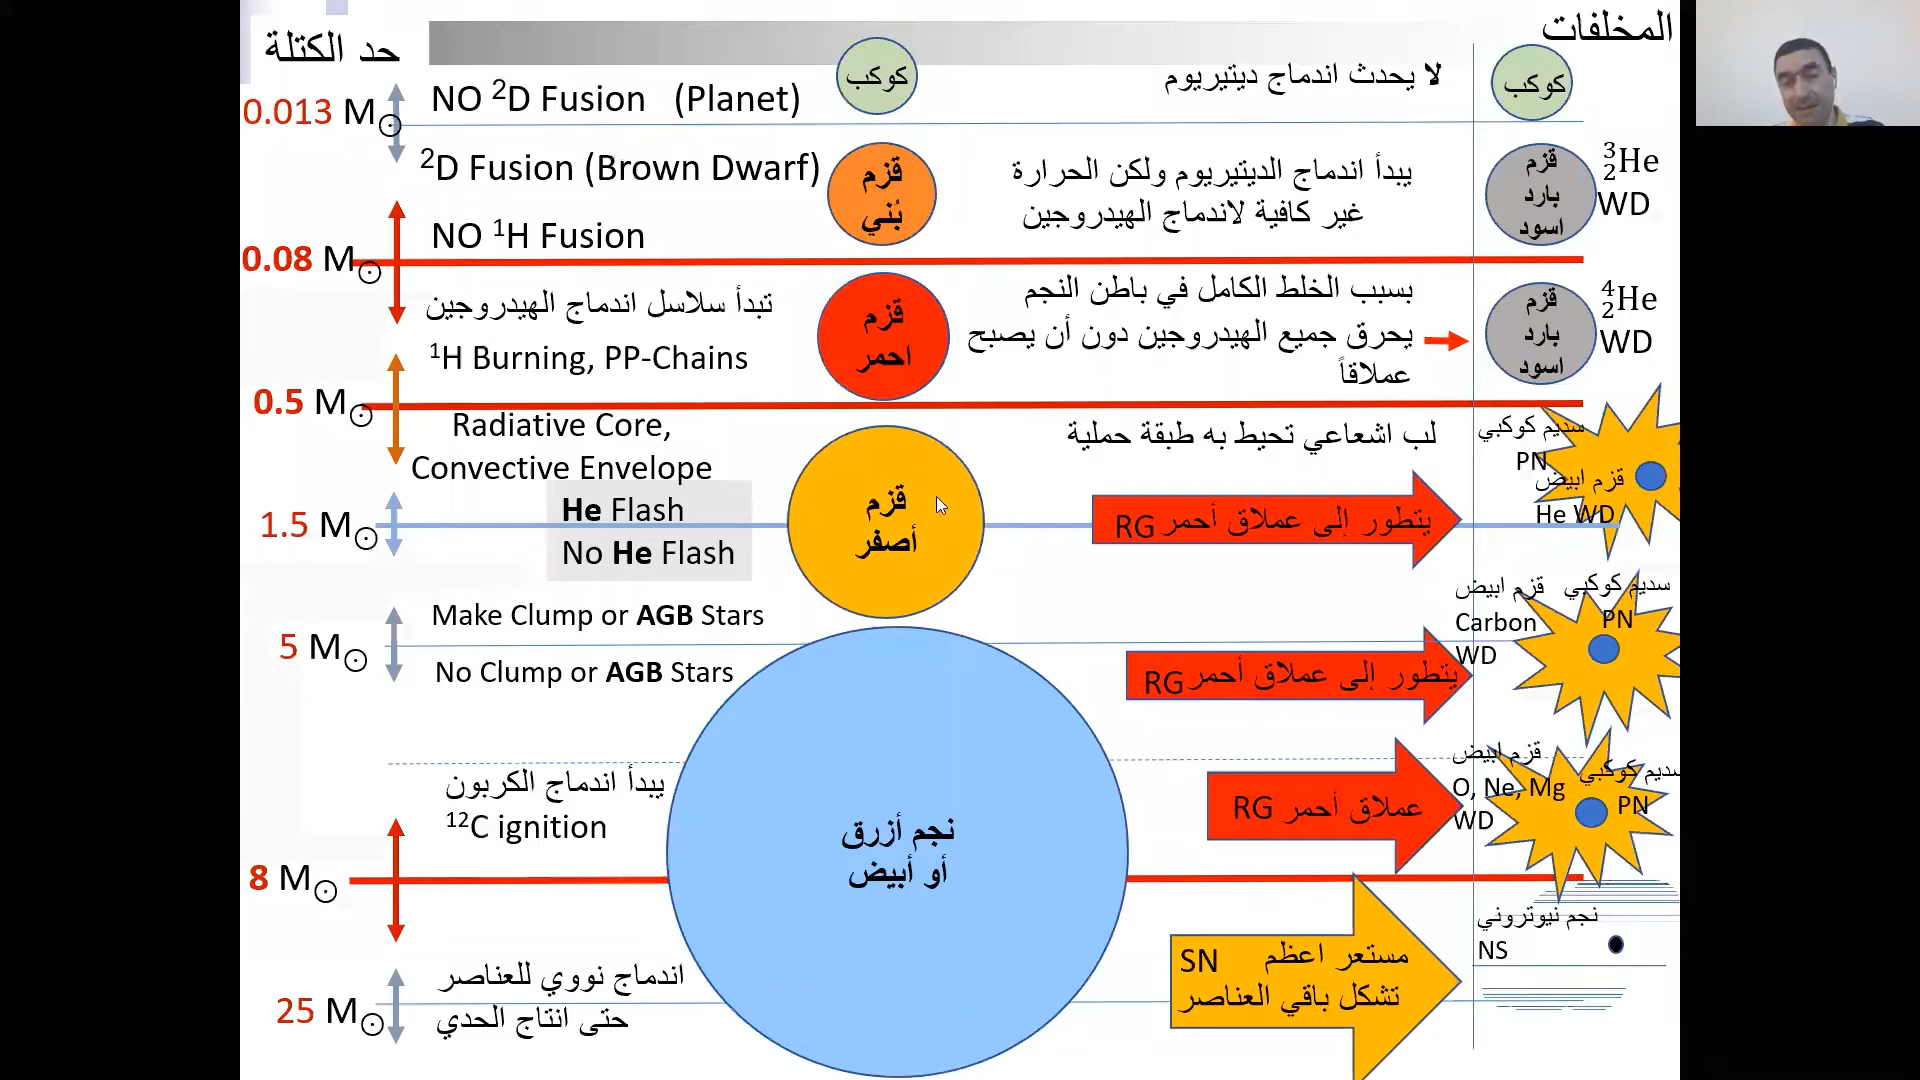 حد الكتلة
المخلفات
0.013 M☉
NO ²D Fusion (Planet)
كوكب
لا يحدث اندماج ديتيريوم
كوكب
²D Fusion (Brown Dwarf)
قزم
بُني
يبدأ اندماج الديتيريوم ولكن الحرارة
غير كافية لاندماج الهيدروجين
قزم
بارد
اسود
³₂He
WD
NO ¹H Fusion
0.08 M☉
تبدأ سلاسل اندماج الهيدروجين
¹H Burning, PP-Chains
قزم
احمر
بسبب الخلط الكامل في باطن النجم
يحرق جميع الهيدروجين دون أن يصبح
عملاقاً
قزم
بارد
اسود
⁴₂He
WD
0.5 M☉
Radiative Core,
Convective Envelope
لب اشعاعي تحيط به طبقة حملية
سديم كوكبي
PN
قزم ابيض
He WD
He Flash
1.5 M☉
No He Flash
قزم
أصفر
يتطور إلى عملاق أحمر RG
Make Clump or AGB Stars
5 M☉
No Clump or AGB Stars
يتطور إلى عملاق أحمر RG
قزم ابيض
Carbon
WD
سديم كوكبي
PN
يبدأ اندماج الكربون
¹²C ignition
نجم أزرق
أو أبيض
عملاق أحمر RG
قزم ابيض
O, Ne, Mg
WD
سديم كوكبي
PN
8 M☉
نجم نيوتروني
NS
اندماج نووي للعناصر
حتى انتاج الحدي
25 M☉
مستعر اعظم SN
تشكل باقي العناصر